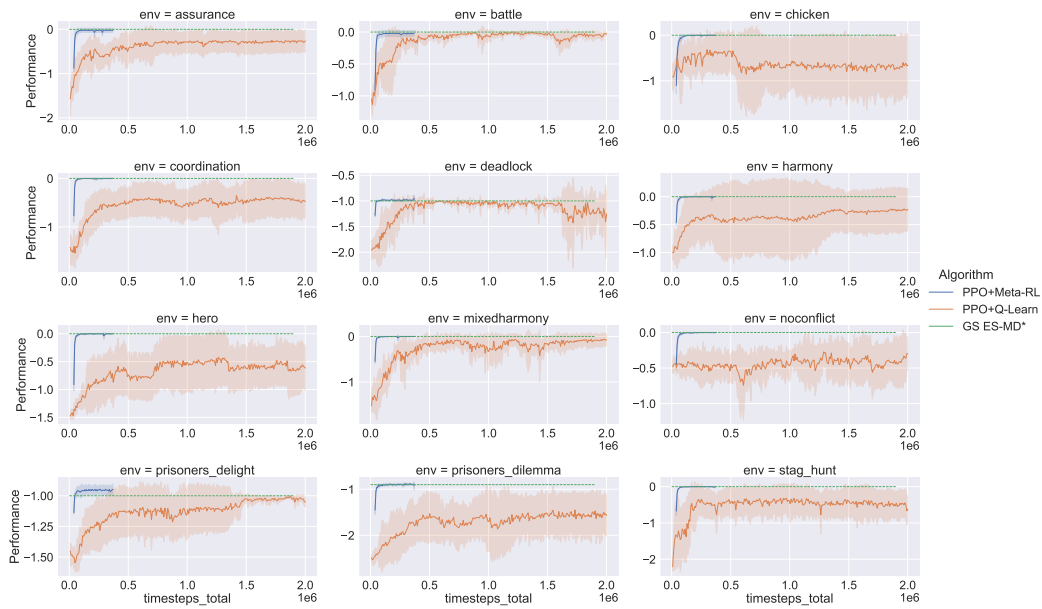 env = assurance
Performance
0
−1
−2
0.0 0.5 1.0 1.5 2.0
1e6
env = battle
0.0
−0.5
−1.0
0.0 0.5 1.0 1.5 2.0
1e6
env = chicken
0
−1
0.0 0.5 1.0 1.5 2.0
1e6
env = coordination
0
−1
0.0 0.5 1.0 1.5 2.0
1e6
env = deadlock
−0.5
−1.0
−1.5
−2.0
0.0 0.5 1.0 1.5 2.0
1e6
env = harmony
0.0
−0.5
−1.0
0.0 0.5 1.0 1.5 2.0
1e6
Algorithm
PPO+Meta-RL
PPO+Q-Learn
GS ES-MD*
env = hero
Performance
0.0
−0.5
−1.0
−1.5
0.0 0.5 1.0 1.5 2.0
1e6
env = mixedharmony
0
−1
0.0 0.5 1.0 1.5 2.0
1e6
env = noconflict
0.0
−0.5
−1.0
0.0 0.5 1.0 1.5 2.0
1e6
env = prisoners_delight
Performance
−1.00
−1.25
−1.50
0.0 0.5 1.0 1.5 2.0
timesteps_total
1e6
env = prisoners_dilemma
−1
−2
0.0 0.5 1.0 1.5 2.0
timesteps_total
1e6
env = stag_hunt
0
−1
−2
0.0 0.5 1.0 1.5 2.0
timesteps_total
1e6